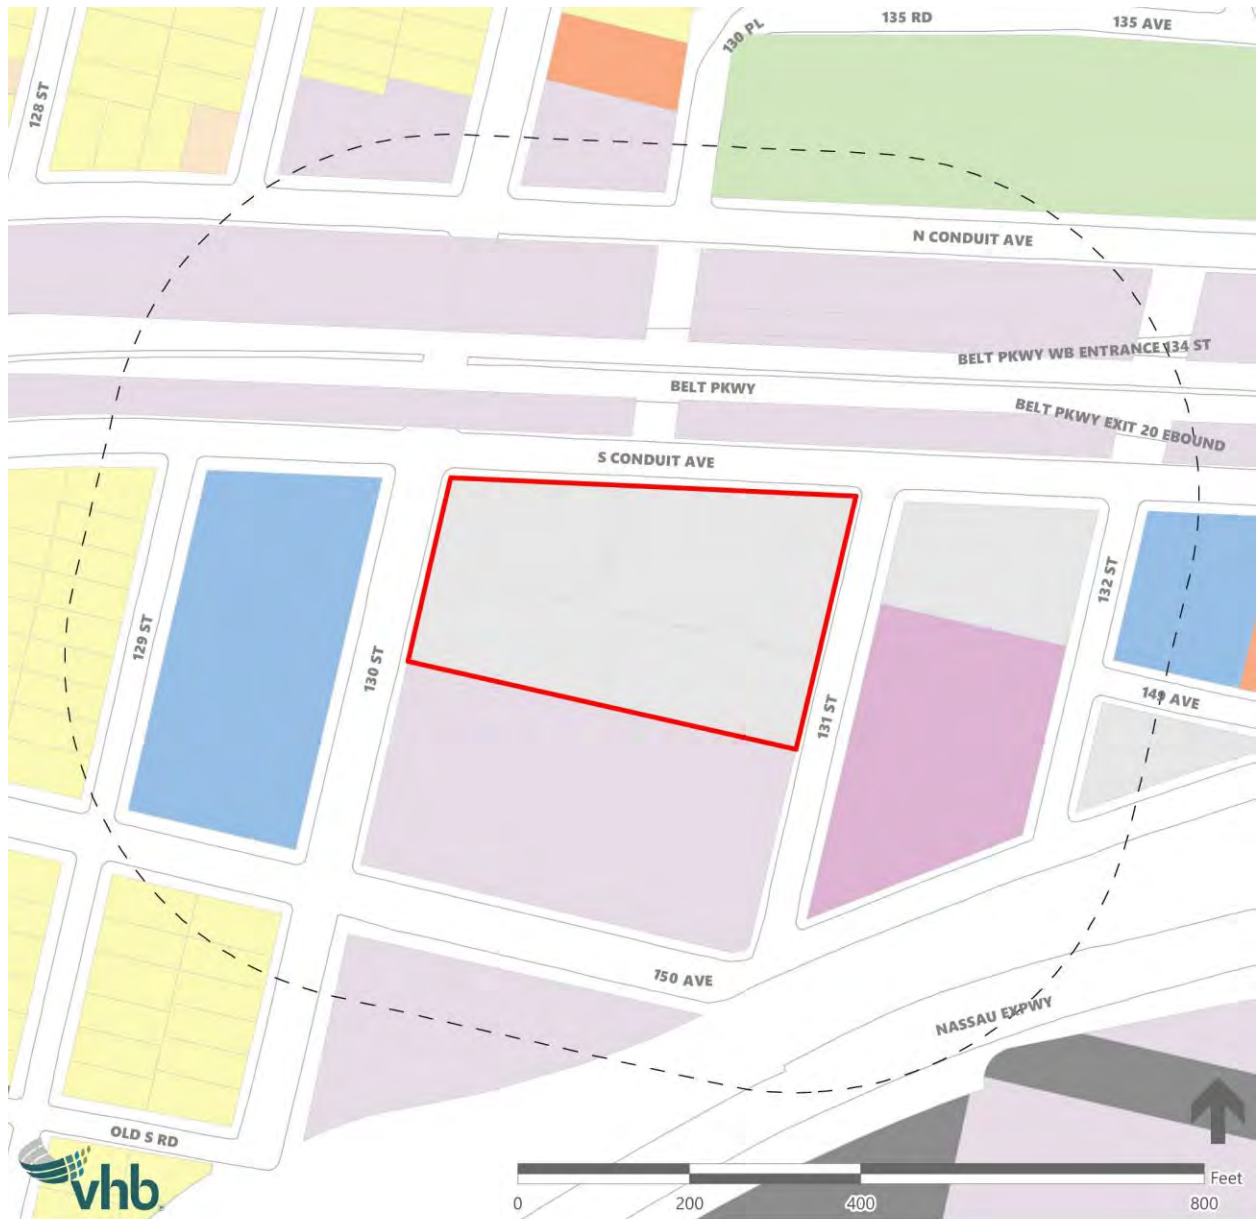 135 RD
135 AVE
130 PL
128 ST
N CONDUIT AVE
BELT PKWY WB ENTRANCE 134 ST
BELT PKWY
BELT PKWY EXIT 20 EBOUND
S CONDUIT AVE
129 ST
130 ST
131 ST
132 ST
149 AVE
150 AVE
NASSAU EXPWY
OLD S RD
vhb
Feet
0 200 400 800